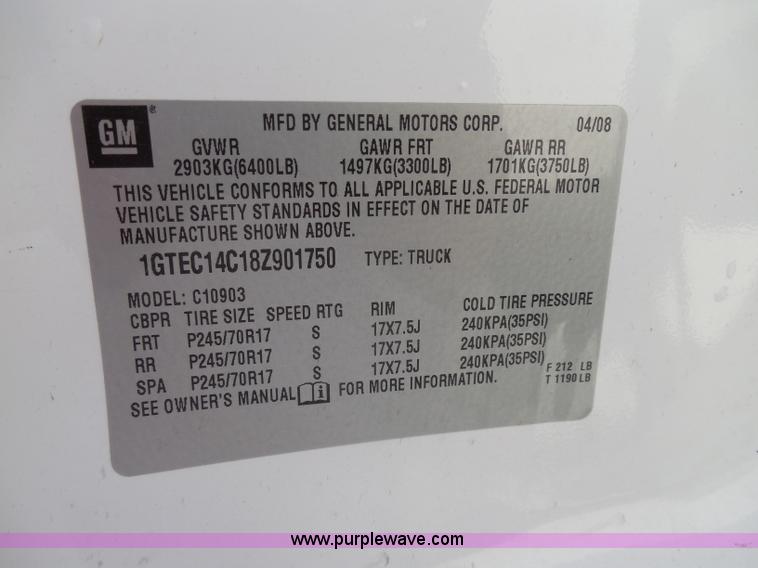 GM® MFD BY GENERAL MOTORS CORP. 04/08
GVWR GAWR FRT GAWR RR
2903KG(6400LB) 1497KG(3300LB) 1701KG(3750LB)
THIS VEHICLE CONFORMS TO ALL APPLICABLE U.S. FEDERAL MOTOR
VEHICLE SAFETY STANDARDS IN EFFECT ON THE DATE OF
MANUFACTURE SHOWN ABOVE.
1GTEC14C18Z901750 TYPE: TRUCK
MODEL: C10903
CBPR TIRE SIZE SPEED RTG RIM COLD TIRE PRESSURE
FRT P245/70R17 S 17X7.5J 240KPA(35PSI)
RR P245/70R17 S 17X7.5J 240KPA(35PSI)
SPA P245/70R17 S 17X7.5J 240KPA(35PSI) F 212 LB
T 1190 LB
SEE OWNER'S MANUAL i FOR MORE INFORMATION.
www.purplewave.com